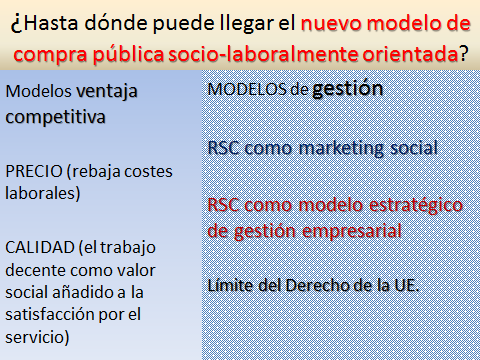 ¿Hasta dónde puede llegar el nuevo modelo de
compra pública socio-laboralmente orientada?
Modelos ventaja
competitiva
PRECIO (rebaja costes
laborales)
CALIDAD (el trabajo
decente como valor
social añadido a la
satisfacción por el
servicio)
MODELOS de gestión
RSC como marketing social
RSC como modelo estratégico
de gestión empresarial
Límite del Derecho de la UE.